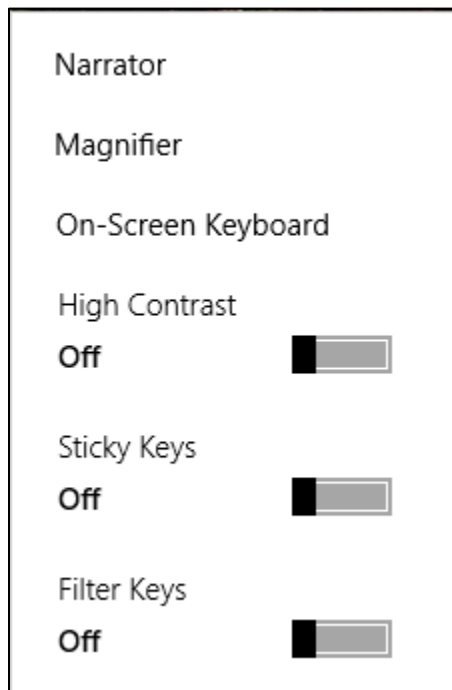 Narrator
Magnifier
On-Screen Keyboard
High Contrast
Off
Sticky Keys
Off
Filter Keys
Off